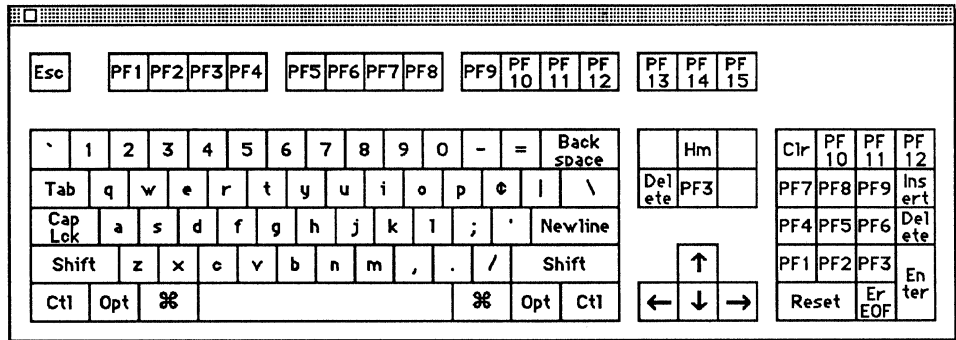 Esc PF1 PF2 PF3 PF4 PF5 PF6 PF7 PF8 PF9 PF 10 PF 11 PF 12 PF 13 PF 14 PF 15
` 1 2 3 4 5 6 7 8 9 0 - = Back space Hm Clr PF 10 PF 11 PF 12
Tab q w e r t y u i o p ¢ | \ Del ete PF3 PF7 PF8 PF9 Ins ert
Cap Lck a s d f g h j k l ; ' Newline PF4 PF5 PF6 Del ete
Shift z x c v b n m , . / Shift ↑ PF1 PF2 PF3 En ter
Ctl Opt ⌘ ⌘ Opt Ctl ← ↓ → Reset Er EOF